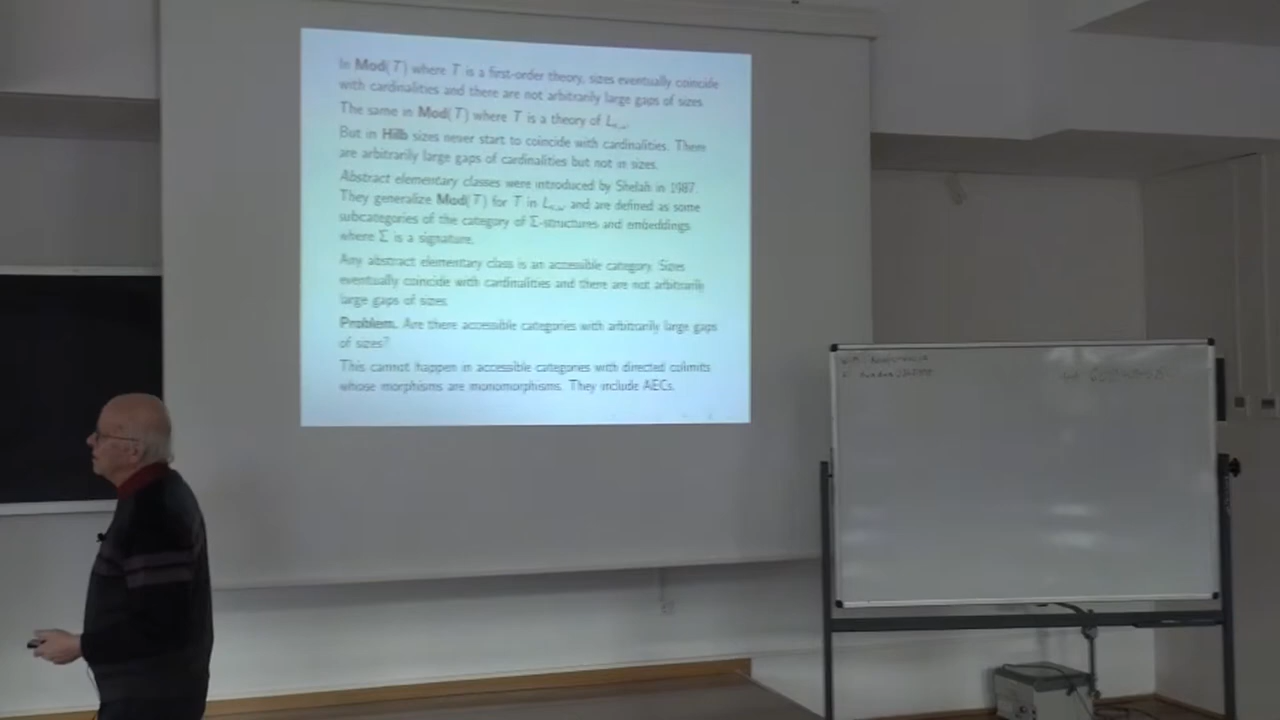 In Mod(T) where T is a first-order theory, sizes eventually coincide
with cardinalities and there are not arbitrarily large gaps of sizes
The same in Mod(T) where T is a theory of
But in Hilb sizes never start to coincide with cardinalities. There
are arbitrarily large gaps of cardinalities but not in sizes.
Abstract elementary classes were introduced by Shelah in 1987.
They generalize Mod(T) for T in and are defined as some
subcategories of the category of Σ-structures and embeddings
where Σ is a signature.
Any abstract elementary class is an accessible category. Sizes
eventually coincide with cardinalities and there are not arbitrarily
large gaps of sizes.
Problem. Are there accessible categories with arbitrarily large gaps
of sizes?
This cannot happen in accessible categories with directed colimits
whose morphisms are monomorphisms. They include AECs.